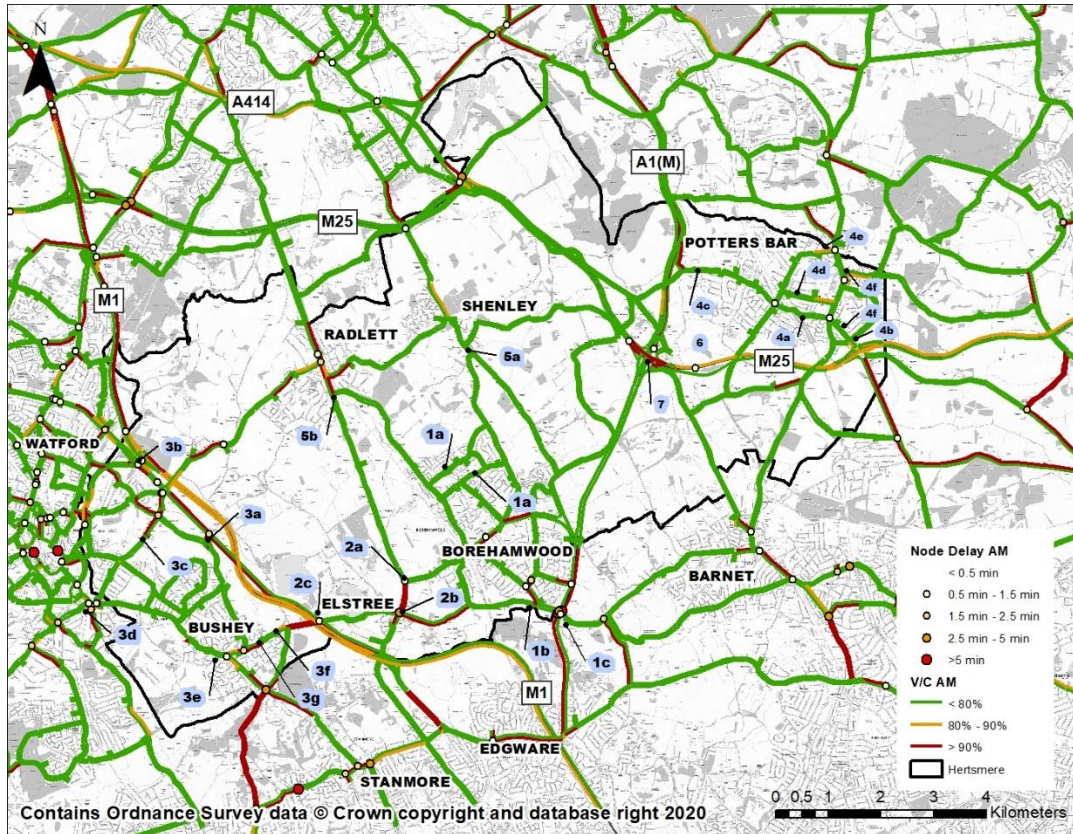 N
A414
A1(M)
M25
POTTERS BAR
4e
4d
4f
4c
SHENLEY
4f
M1
4a
4b
RADLETT
6
M25
5a
7
WATFORD
5b
1a
3b
1a
3a
2a
BOREHAMWOOD
BARNET
3c
2c
ELSTREE
2b
BUSHEY
3d
1b
1c
3f
3e
3g
M1
EDGWARE
STANMORE
Node Delay AM
< 0.5 min
0.5 min - 1.5 min
1.5 min - 2.5 min
2.5 min - 5 min
>5 min
V/C AM
< 80%
80% - 90%
> 90%
Hertsmere
0 0.5 1 2 3 4
Kilometers
Contains Ordnance Survey data © Crown copyright and database right 2020